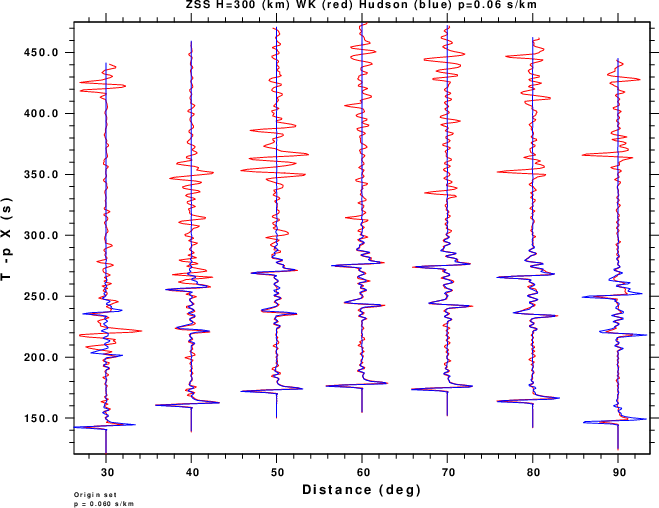 ZSS H=300 (km) WK (red) Hudson (blue) p=0.06 s/km
450.0
400.0
350.0
300.0
250.0
200.0
150.0
T -p X (s)
30 40 50 60 70 80 90
Distance (deg)
Origin set
p = 0.060 s/km